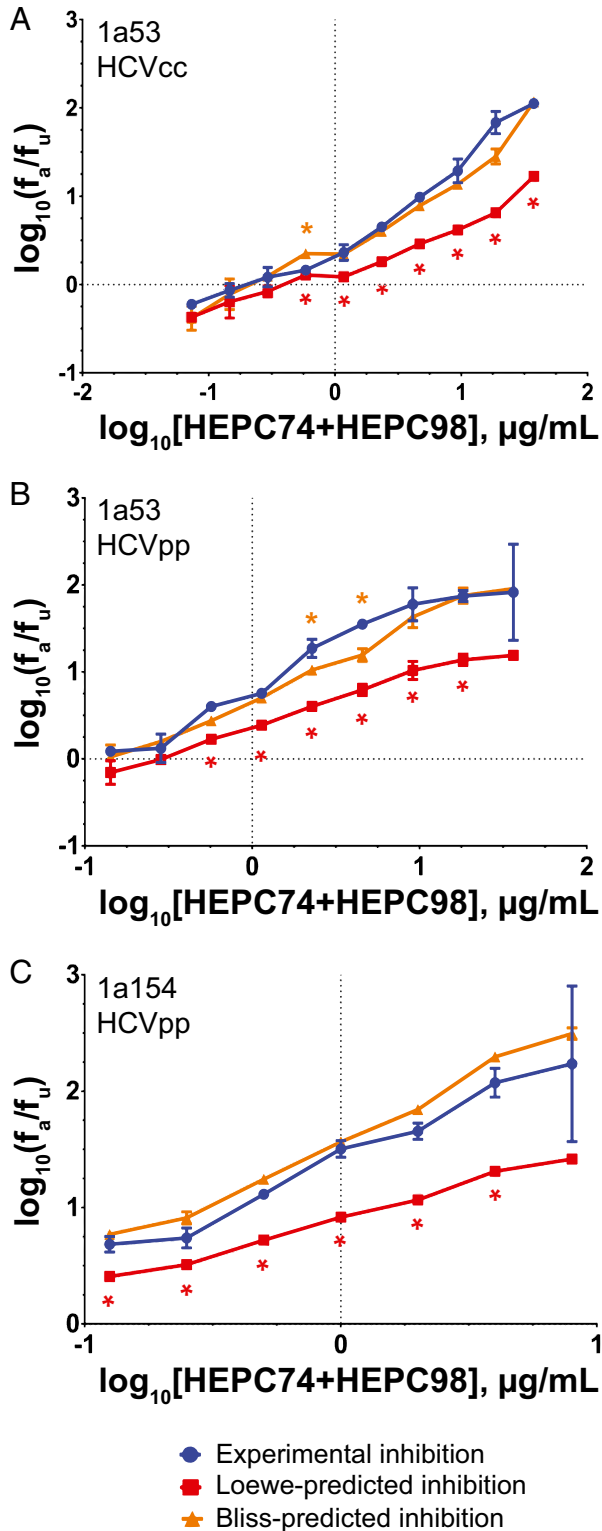 A
1a53
HCVcc
3
2
1
0
-1
-2
-1
0
1
2
log10(fa/fu)
log10[HEPC74+HEPC98], µg/mL
*
* * * * * * *
B
1a53
HCVpp
3
2
1
0
-1
-1
0
1
2
log10(fa/fu)
log10[HEPC74+HEPC98], µg/mL
* *
* * * * * *
C
1a154
HCVpp
3
2
1
0
-1
0
1
log10(fa/fu)
log10[HEPC74+HEPC98], µg/mL
* * * * * *
Experimental inhibition
Loewe-predicted inhibition
Bliss-predicted inhibition